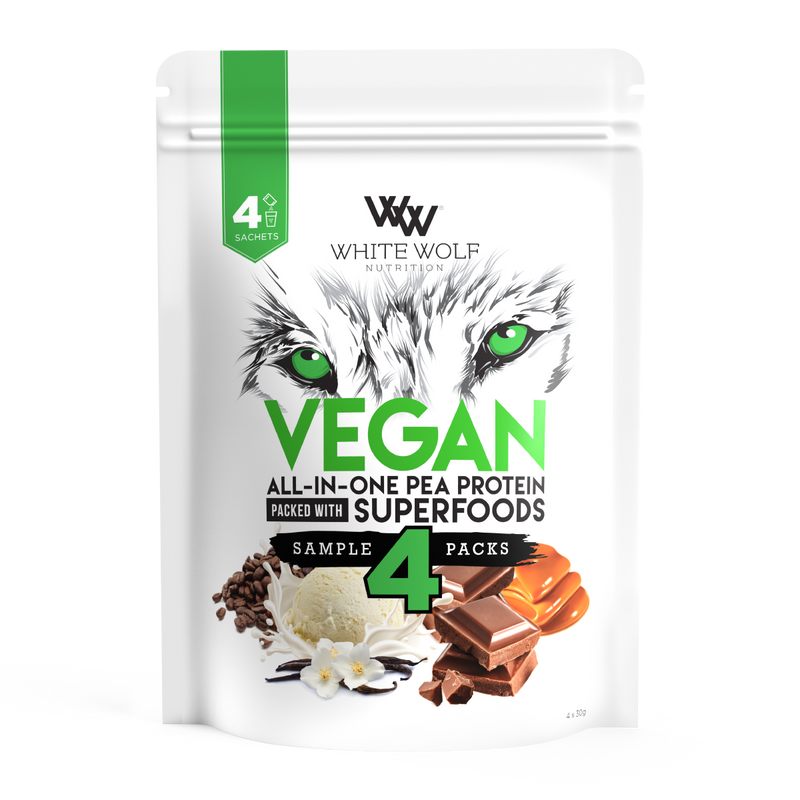 4
SACHETS
WW®
WHITE WOLF
NUTRITION
VEGAN
ALL-IN-ONE PEA PROTEIN
PACKED WITH SUPERFOODS
SAMPLE 4 PACKS
4 x 30g